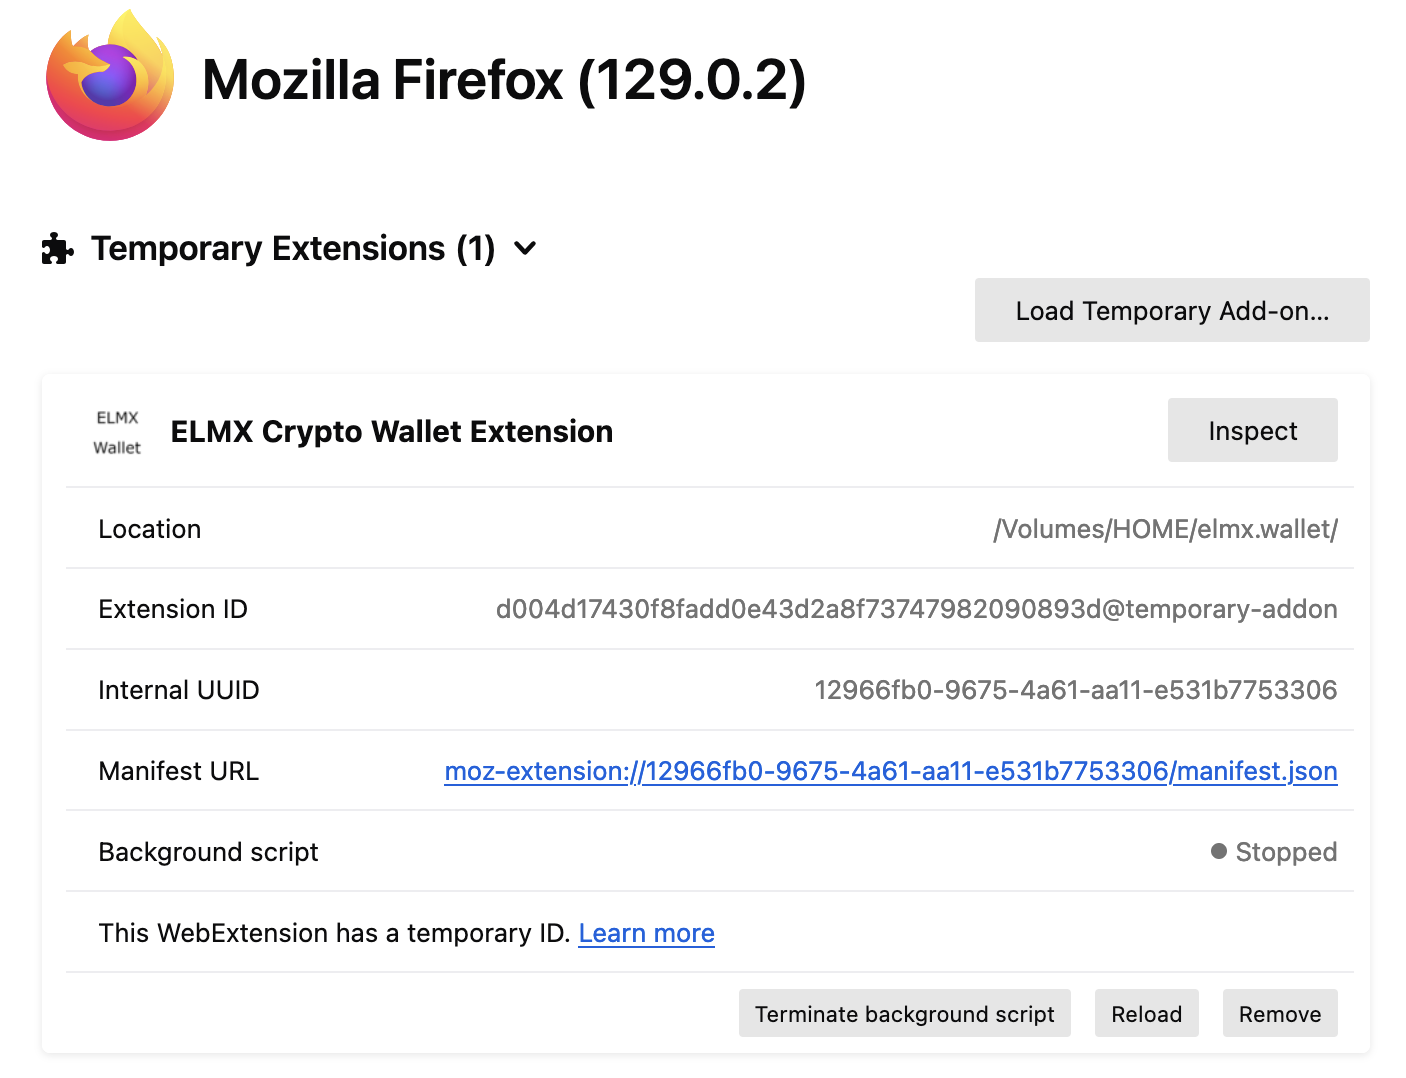 Mozilla Firefox (129.0.2)
Temporary Extensions (1)
Load Temporary Add-on...
ELMX
Wallet
ELMX Crypto Wallet Extension
Inspect
Location
/Volumes/HOME/elmx.wallet/
Extension ID
d004d17430f8fadd0e43d2a8f73747982090893d@temporary-addon
Internal UUID
12966fb0-9675-4a61-aa11-e531b7753306
Manifest URL
moz-extension://12966fb0-9675-4a61-aa11-e531b7753306/manifest.json
Background script
Stopped
This WebExtension has a temporary ID. Learn more
Terminate background script
Reload
Remove